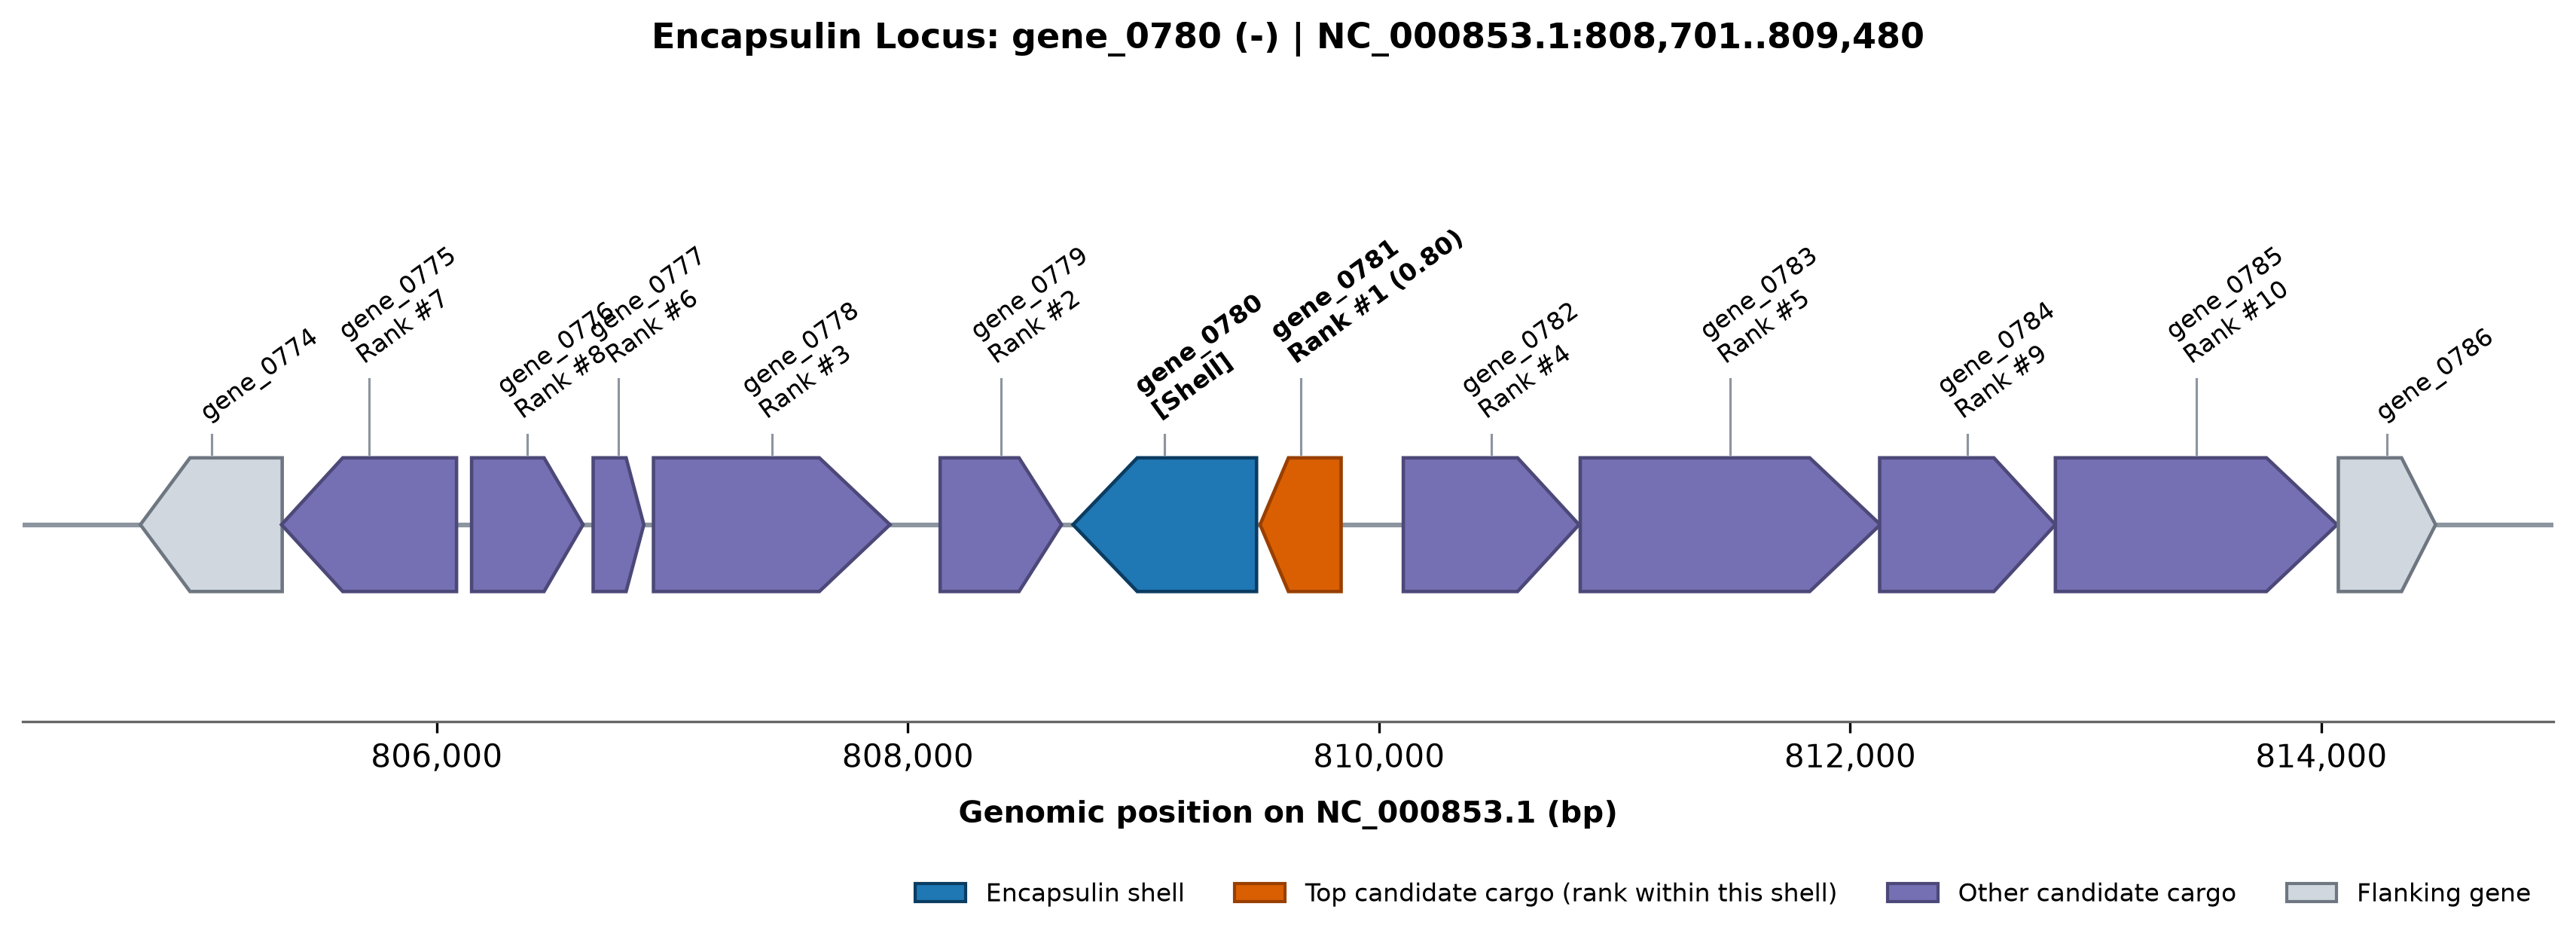 Encapsulin Locus: gene_0780 (-) | NC_000853.1:808,701..809,480
gene_0774
gene_0775
Rank #7
gene_0776
Rank #8
gene_0777
Rank #6
gene_0778
Rank #3
gene_0779
Rank #2
gene_0780
[Shell]
gene_0781
Rank #1 (0.80)
gene_0782
Rank #4
gene_0783
Rank #5
gene_0784
Rank #9
gene_0785
Rank #10
gene_0786
806,000
808,000
810,000
812,000
814,000
Genomic position on NC_000853.1 (bp)
Encapsulin shell
Top candidate cargo (rank within this shell)
Other candidate cargo
Flanking gene